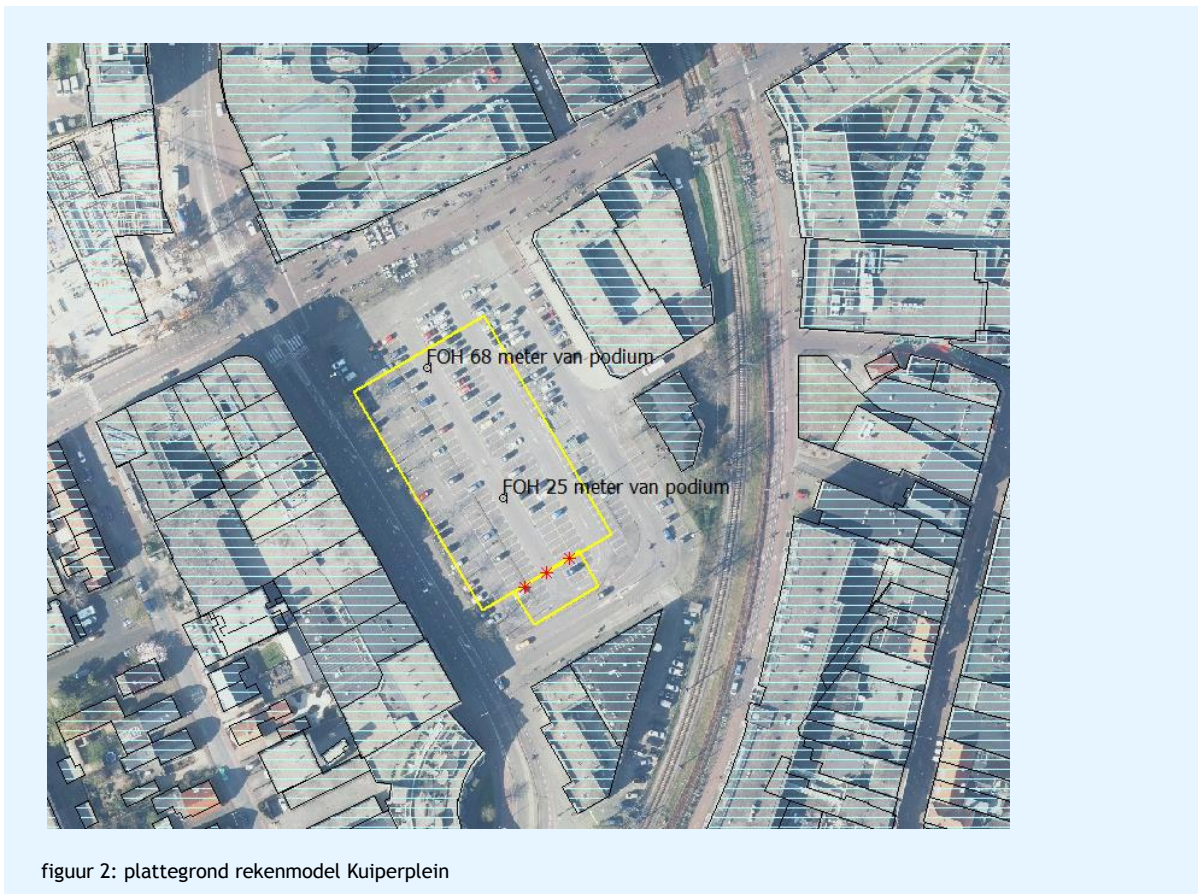 FOH 68 meter van podium
FOH 25 meter van podium
figuur 2: plattegrond rekenmodel Kuiperplein